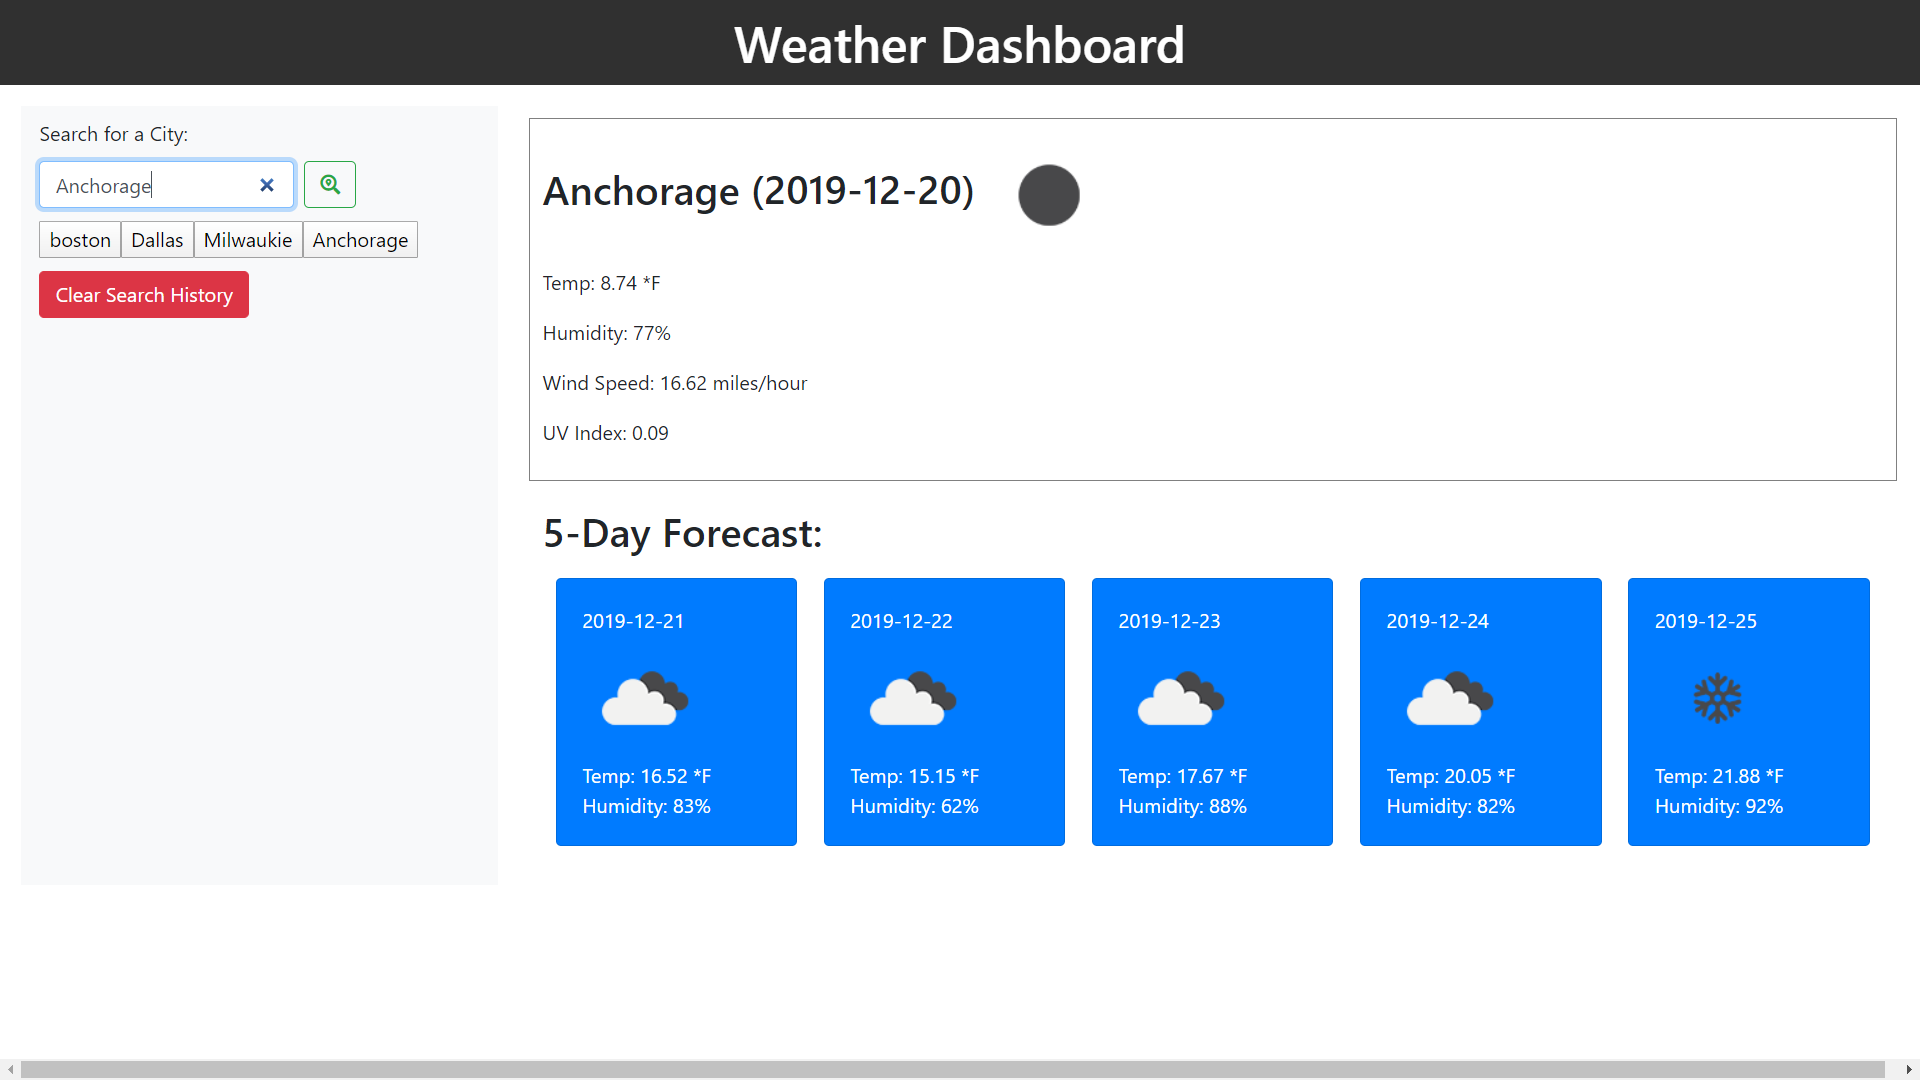 Weather Dashboard
Search for a City:
Anchorage
boston Dallas Milwaukie Anchorage
Clear Search History
Anchorage (2019-12-20)
Temp: 8.74 *F
Humidity: 77%
Wind Speed: 16.62 miles/hour
UV Index: 0.09
5-Day Forecast:
2019-12-21
Temp: 16.52 *F
Humidity: 83%
2019-12-22
Temp: 15.15 *F
Humidity: 62%
2019-12-23
Temp: 17.67 *F
Humidity: 88%
2019-12-24
Temp: 20.05 *F
Humidity: 82%
2019-12-25
Temp: 21.88 *F
Humidity: 92%